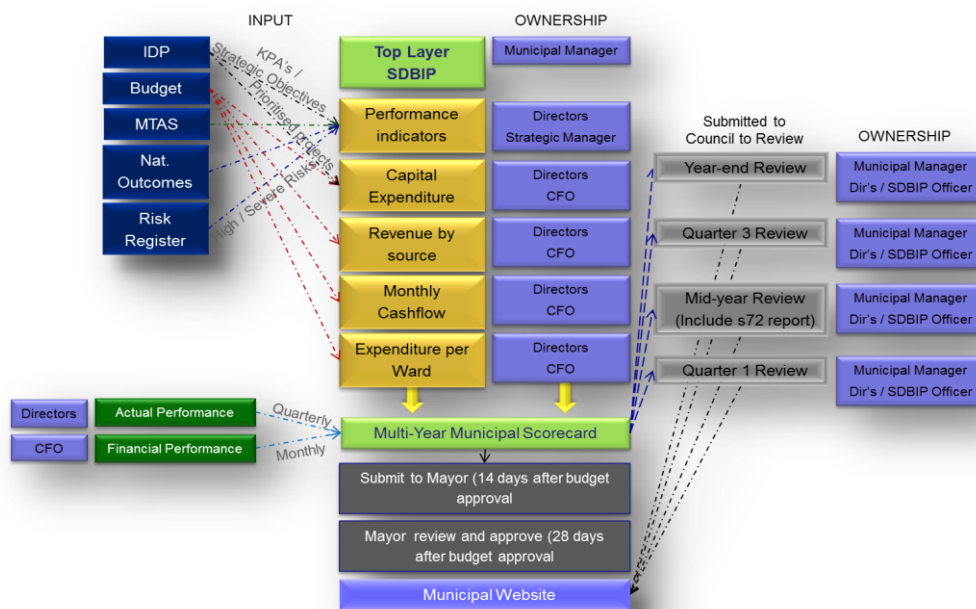 INPUT
OWNERSHIP
IDP
Budget
MTAS
Nat.
Outcomes
Risk
Register
KPA's /
Strategic Objectives
Prioritised projects
High / Severe Risks
Top Layer
SDBIP
Municipal Manager
Performance
indicators
Directors
Strategic Manager
Capital
Expenditure
Directors
CFO
Revenue by
source
Directors
CFO
Monthly
Cashflow
Directors
CFO
Expenditure per
Ward
Directors
CFO
Submitted to
Council to Review
OWNERSHIP
Year-end Review
Municipal Manager
Dir's / SDBIP Officer
Quarter 3 Review
Municipal Manager
Dir's / SDBIP Officer
Mid-year Review
(Include s72 report)
Municipal Manager
Dir's / SDBIP Officer
Quarter 1 Review
Municipal Manager
Dir's / SDBIP Officer
Directors
Actual Performance
Quarterly
CFO
Financial Performance
Monthly
Multi-Year Municipal Scorecard
Submit to Mayor (14 days after budget
approval
Mayor review and approve (28 days
after budget approval
Municipal Website